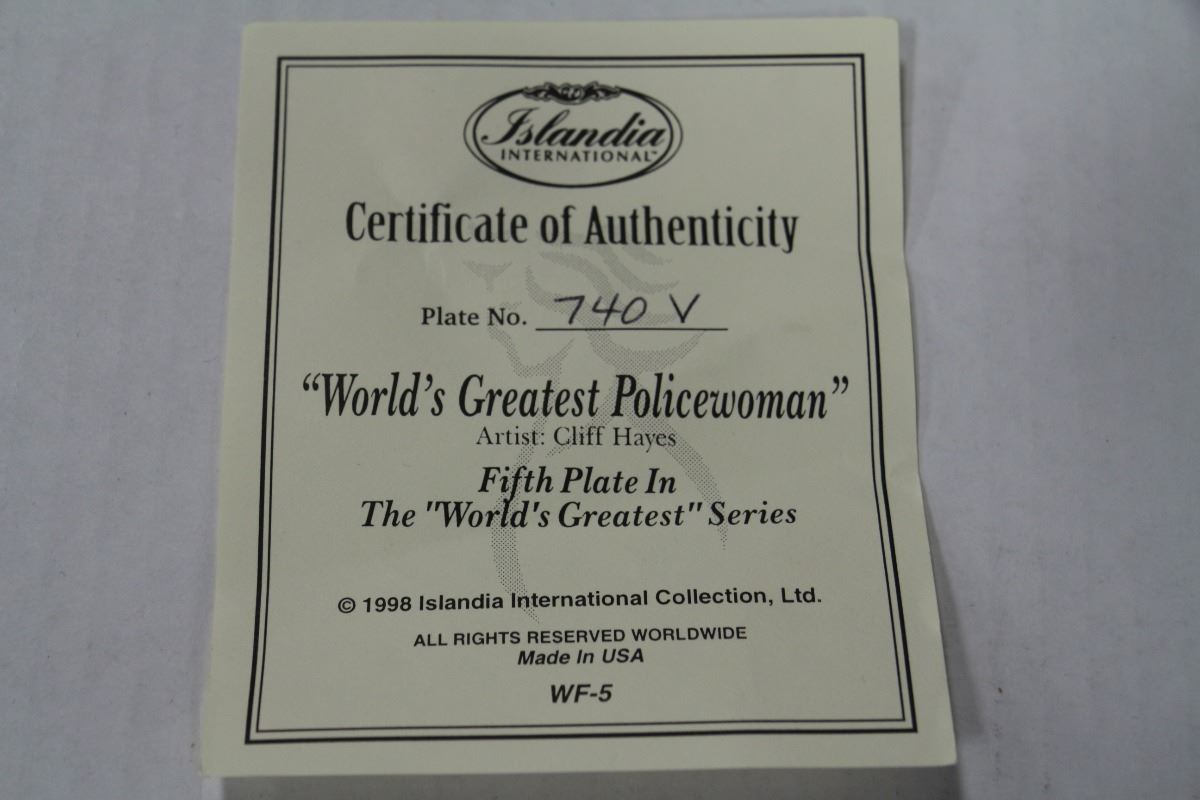 Islandia
INTERNATIONAL™
Certificate of Authenticity
Plate No. 740 V
“World’s Greatest Policewoman”
Artist: Cliff Hayes
Fifth Plate In
The "World's Greatest" Series
© 1998 Islandia International Collection, Ltd.
ALL RIGHTS RESERVED WORLDWIDE
Made In USA
WF-5